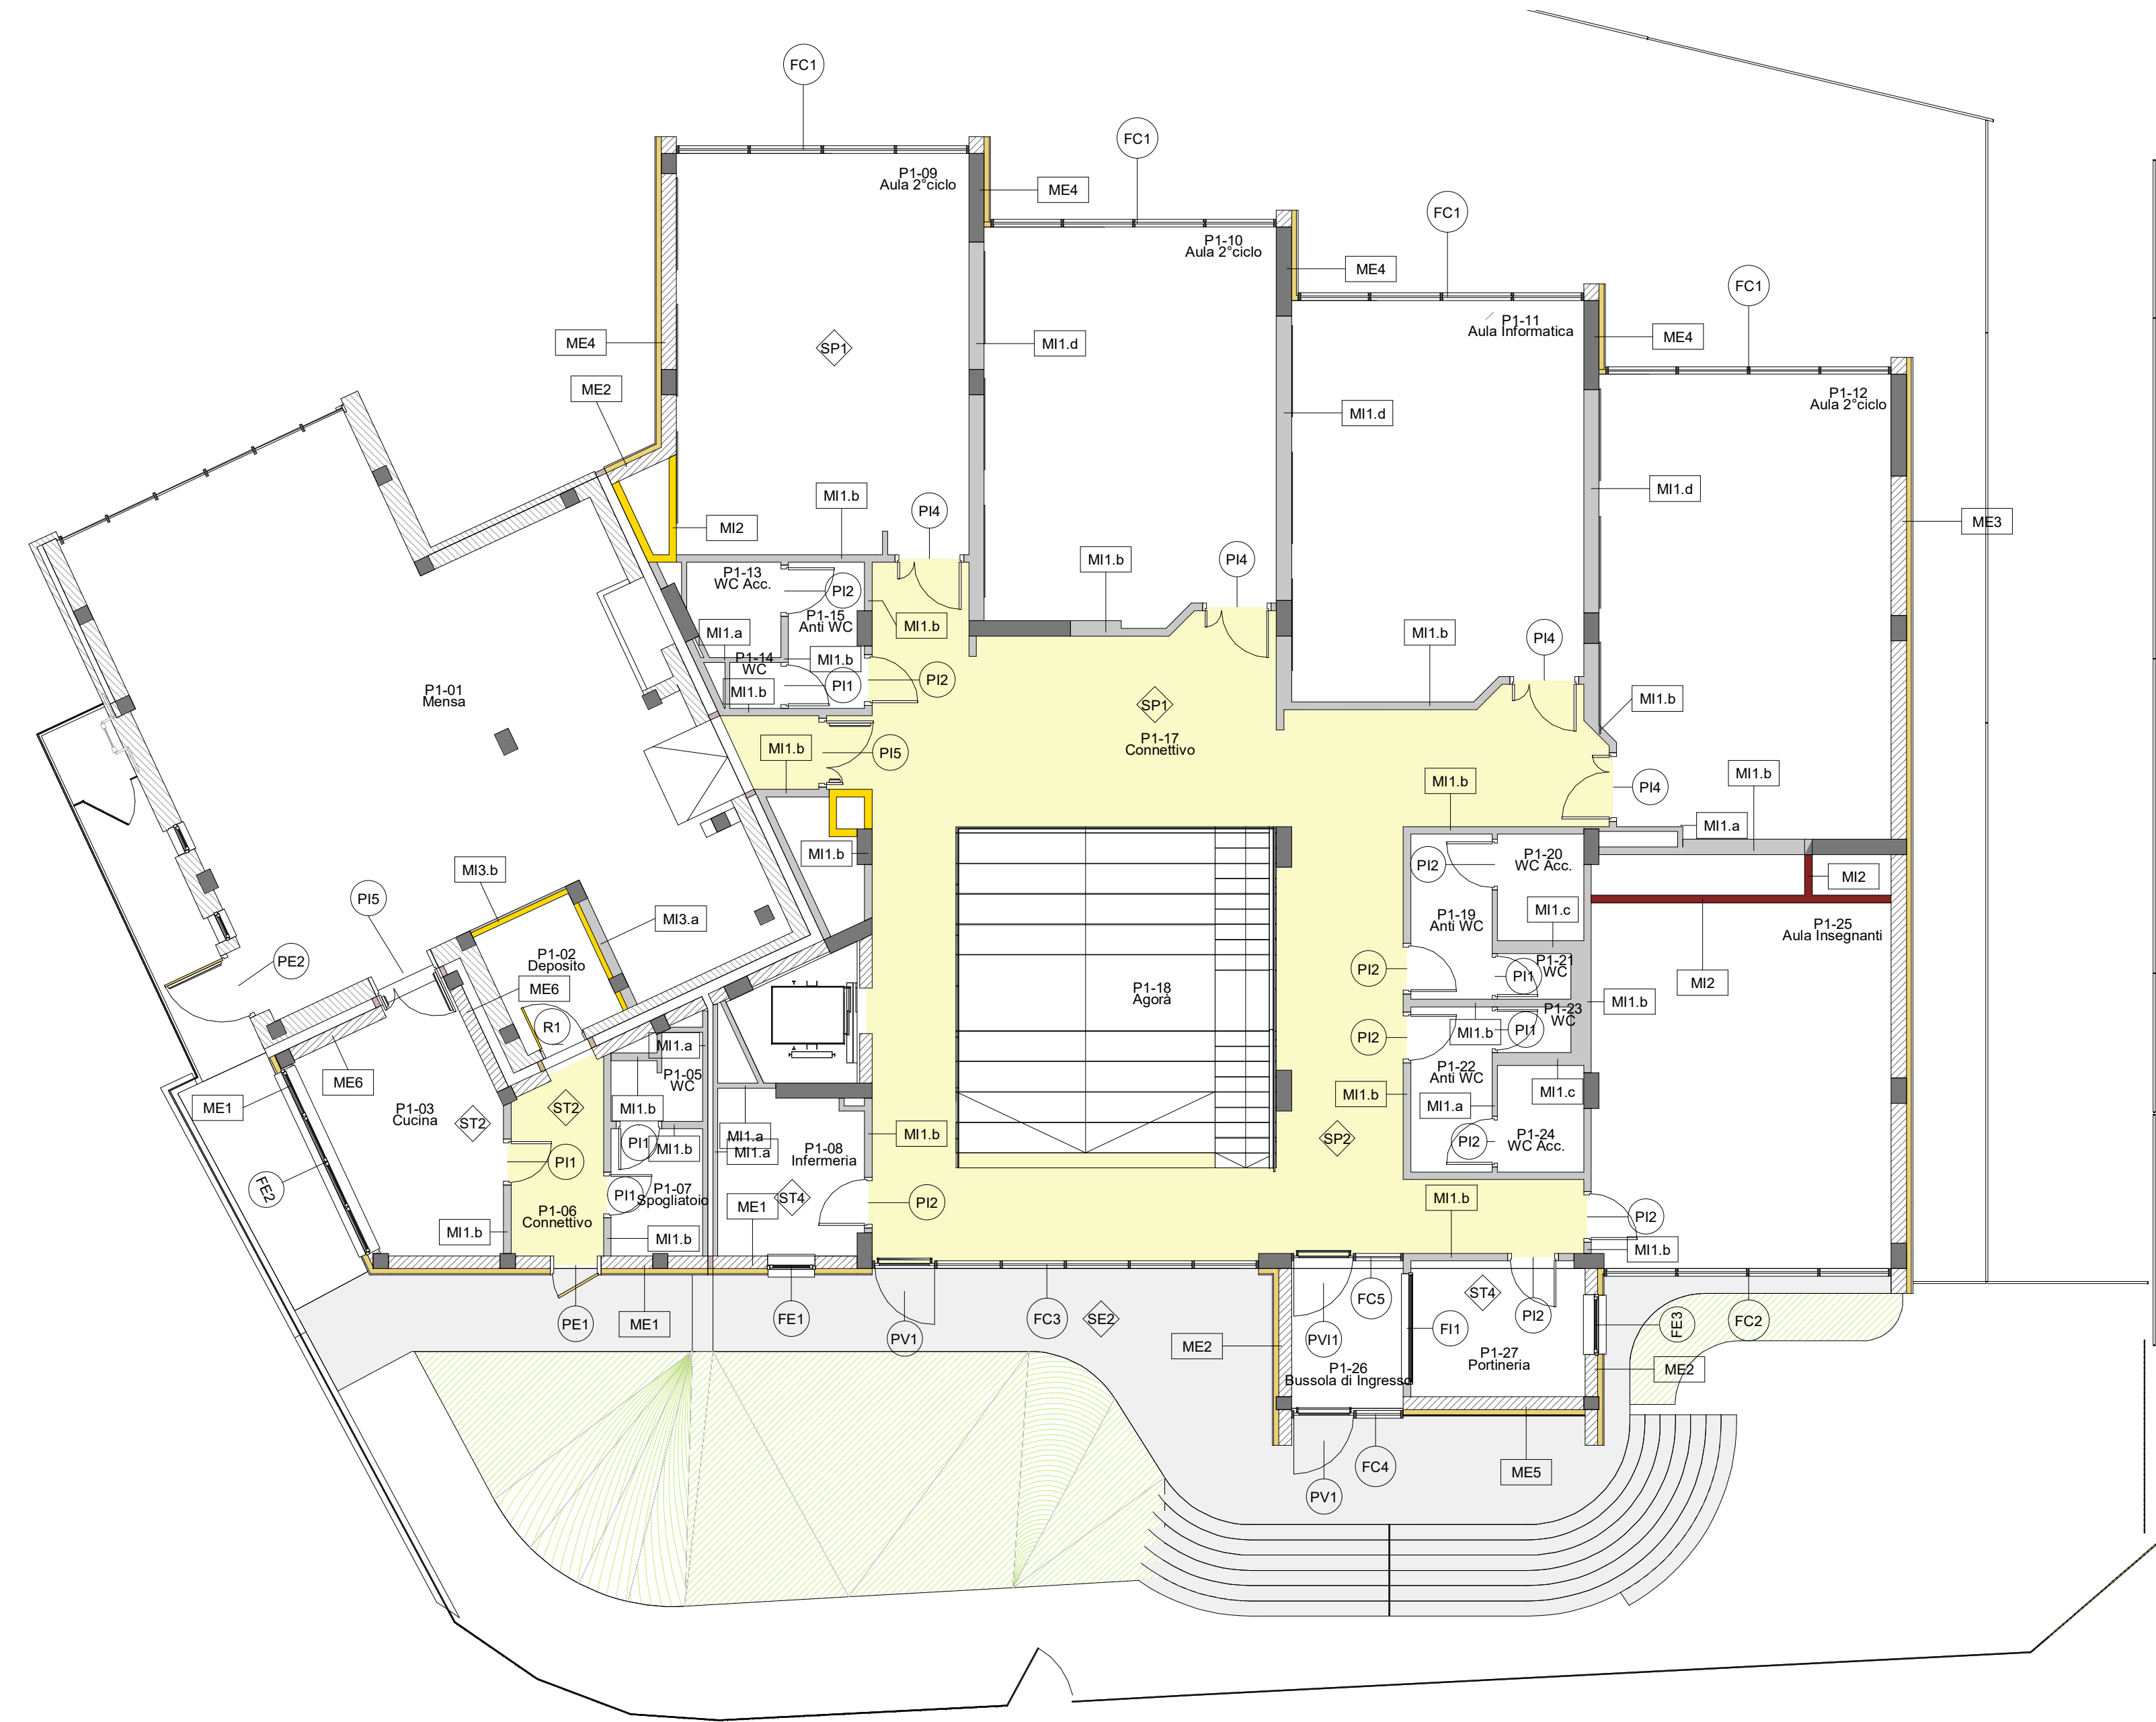 FC1
FC1
P1-09
Aula 2°ciclo
ME4
FC1
P1-10
Aula 2°ciclo
ME4
FC1
P1-11
Aula Informatica
ME4
ME4
SP1
MI1.d
ME2
P1-12
Aula 2°ciclo
MI1.d
MI1.d
MI1.b
PI4
MI2
ME3
MI1.b
PI4
P1-13
WC Acc.
PI2
P1-15
Anti WC
MI1.b
MI1.a
MI1.b
PI4
P1-14
WC
MI1.b
MI1.b
PI1
PI2
P1-01
Mensa
SP1
MI1.b
P1-17
Connettivo
MI1.b
PI5
MI1.b
MI1.b
PI4
MI1.a
MI1.b
P1-20
WC Acc.
PI2
MI3.b
MI2
PI5
MI3.a
MI1.c
P1-19
Anti WC
P1-25
Aula Insegnanti
PE2
P1-02
Deposito
PI2
P1-21
WC
PI1
MI2
ME6
P1-18
Agorà
MI1.b
P1-23
WC
R1
PI2
MI1.b
PI1
MI1.a
P1-22
Anti WC
ME6
P1-05
WC
MI1.b
MI1.c
ME1
P1-03
Cucina
ST2
ST2
MI1.b
MI1.a
MI1.a
MI1.a
MI1.b
PI1
MI1.b
SP2
PI2
P1-24
WC Acc.
P1-08
Infermeria
PI1
FE2
PI1
P1-07
Spogliatoio
ST4
ME1
PI2
MI1.b
PI2
P1-06
Connettivo
MI1.b
MI1.b
MI1.b
PE1
ME1
FE1
PV1
FC3
SE2
FC5
ST4
PI2
FE3
FC2
ME2
PVI1
FI1
P1-27
Portineria
P1-26
Bussola di Ingresso
ME2
FC4
ME5
PV1